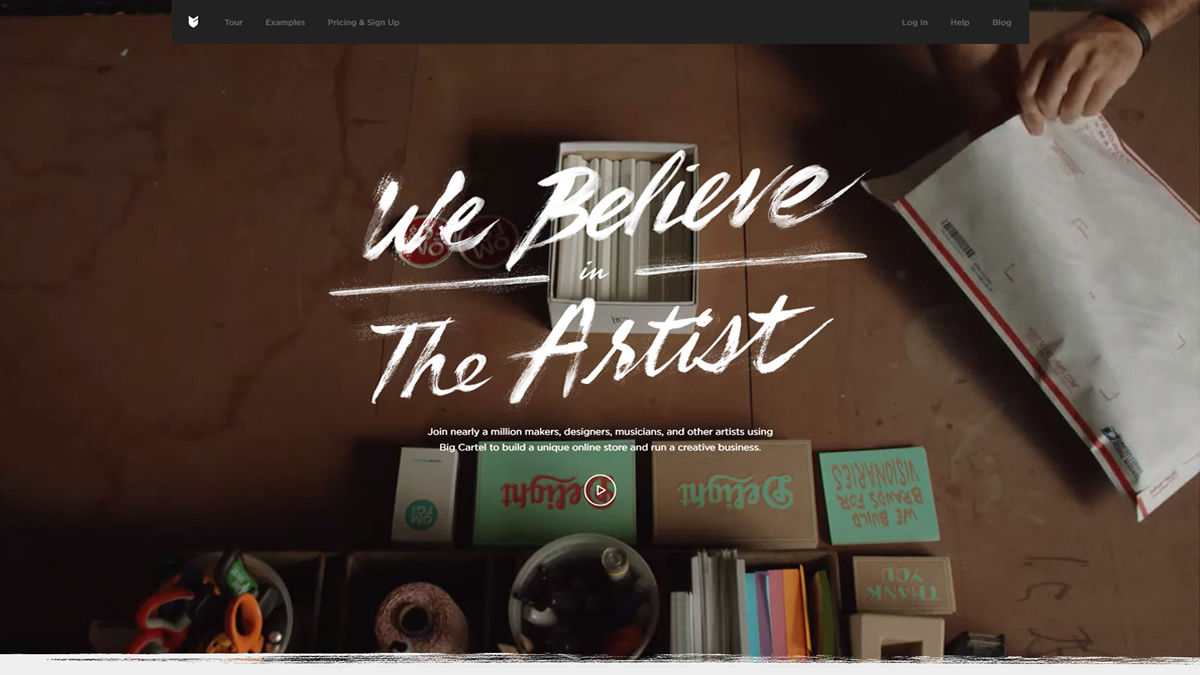 Tour Examples Pricing & Sign Up Log In Help Blog
We Believe
in
The Artist
Join nearly a million makers, designers, musicians, and other artists using
Big Cartel to build a unique online store and run a creative business.
Delight
Delight
WE BUILD
BRANDS FOR
VISIONARIES
OM
FGI
THANK
YOU